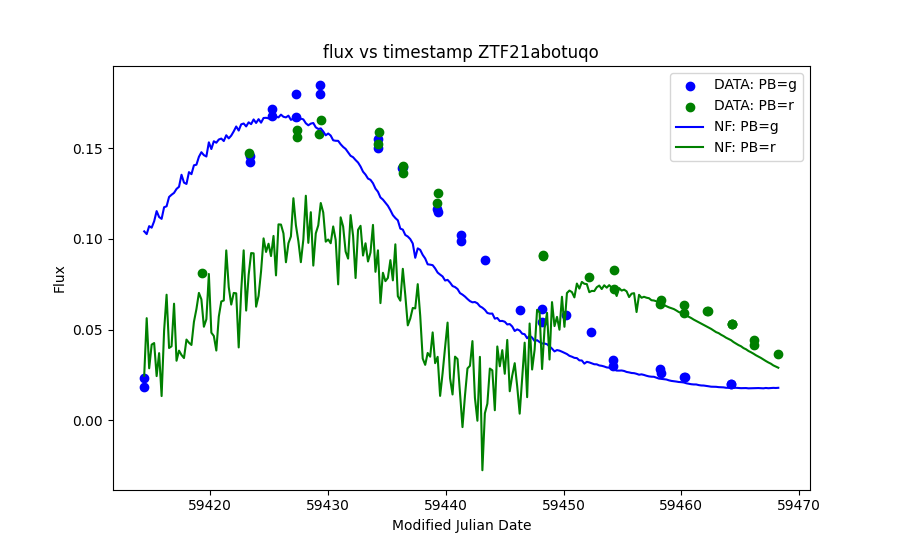 flux vs timestamp ZTF21abotuqo
DATA: PB=g
DATA: PB=r
NF: PB=g
NF: PB=r
Flux
0.15
0.10
0.05
0.00
59420 59430 59440 59450 59460 59470
Modified Julian Date